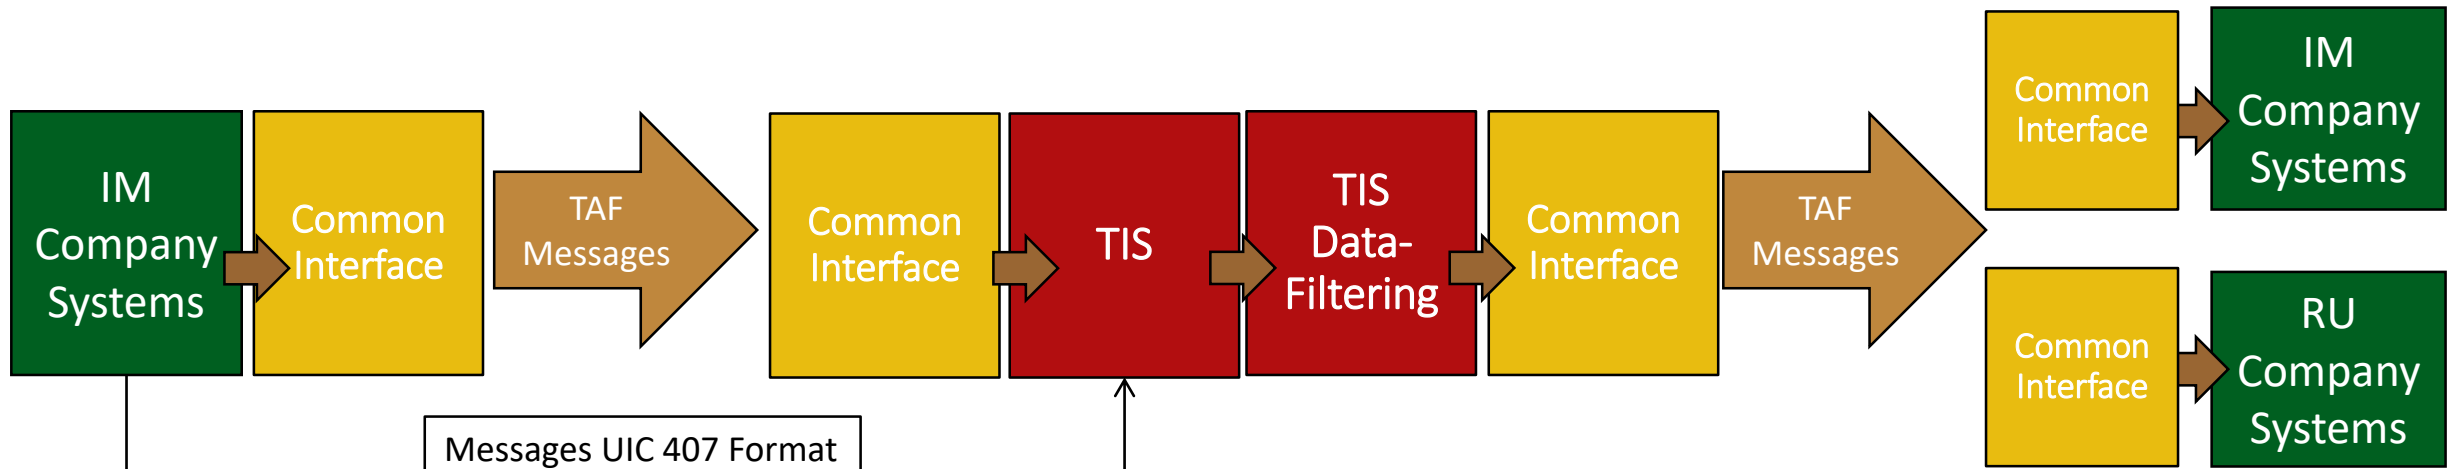 IM
Company
Systems
Common
Interface
TAF
Messages
Common
Interface
TIS
TIS
Data-
Filtering
Common
Interface
TAF
Messages
Common
Interface
IM
Company
Systems
Common
Interface
RU
Company
Systems
Messages UIC 407 Format